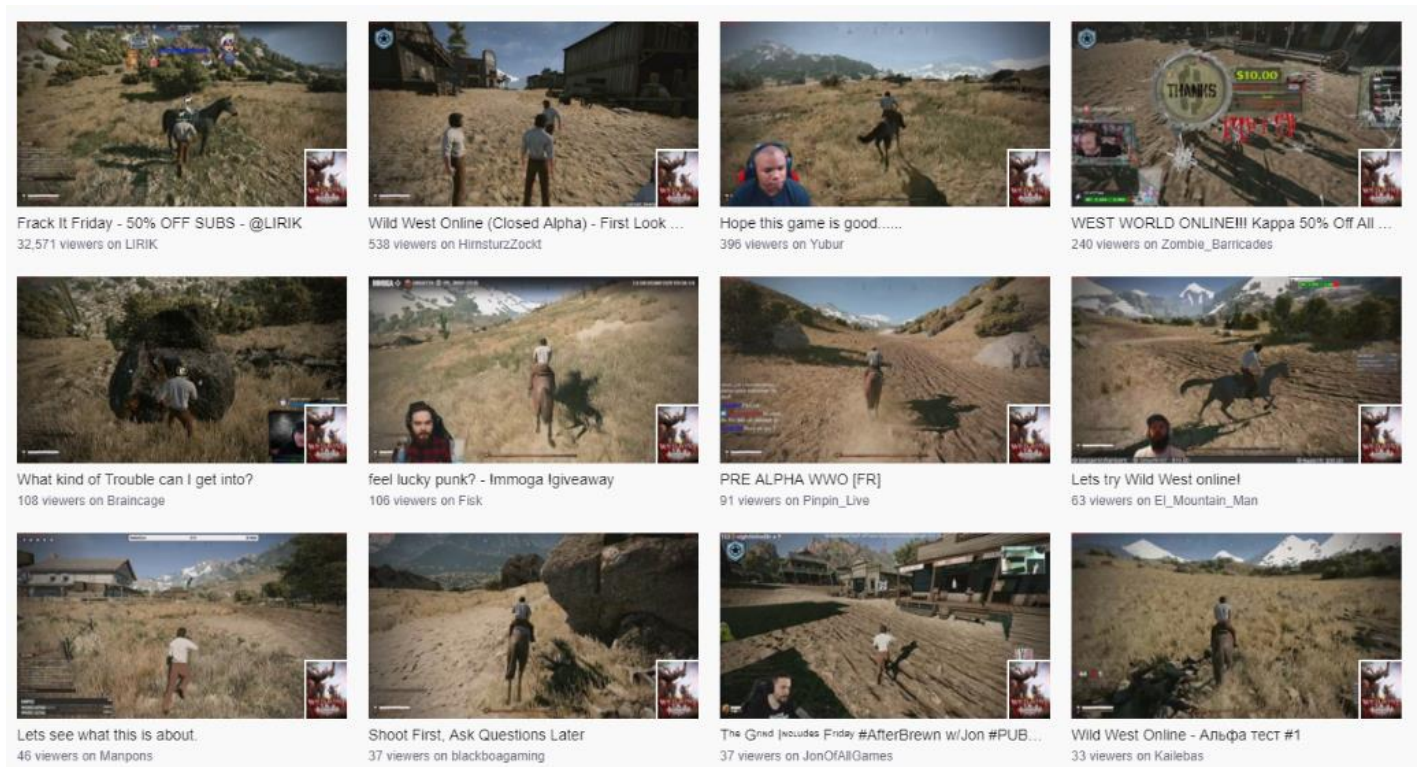 THANKS
$10.00
Frack It Friday - 50% OFF SUBS - @LIRIK
32,571 viewers on LIRIK
Wild West Online (Closed Alpha) - First Look ...
538 viewers on HirnsturzZockt
Hope this game is good......
396 viewers on Yubur
WEST WORLD ONLINE!!! Kappa 50% Off All ...
240 viewers on Zombie_Barricades
What kind of Trouble can I get into?
108 viewers on Braincage
feel lucky punk? - !mmoga !giveaway
106 viewers on Fisk
PRE ALPHA WWO [FR]
91 viewers on Pinpin_Live
Lets try Wild West online!
63 viewers on El_Mountain_Man
Lets see what this is about.
46 viewers on Manpons
Shoot First, Ask Questions Later
37 viewers on blackboagaming
Tʰᵉ Gʳᶦⁿᵈ |ᴺᶜᴸᵁᴰᴱˢ Fʳᶦᵈᵃʸ #AfterBrewn w/Jon #PUB...
37 viewers on JonOfAllGames
Wild West Online - Альфа тест #1
33 viewers on Kailebas